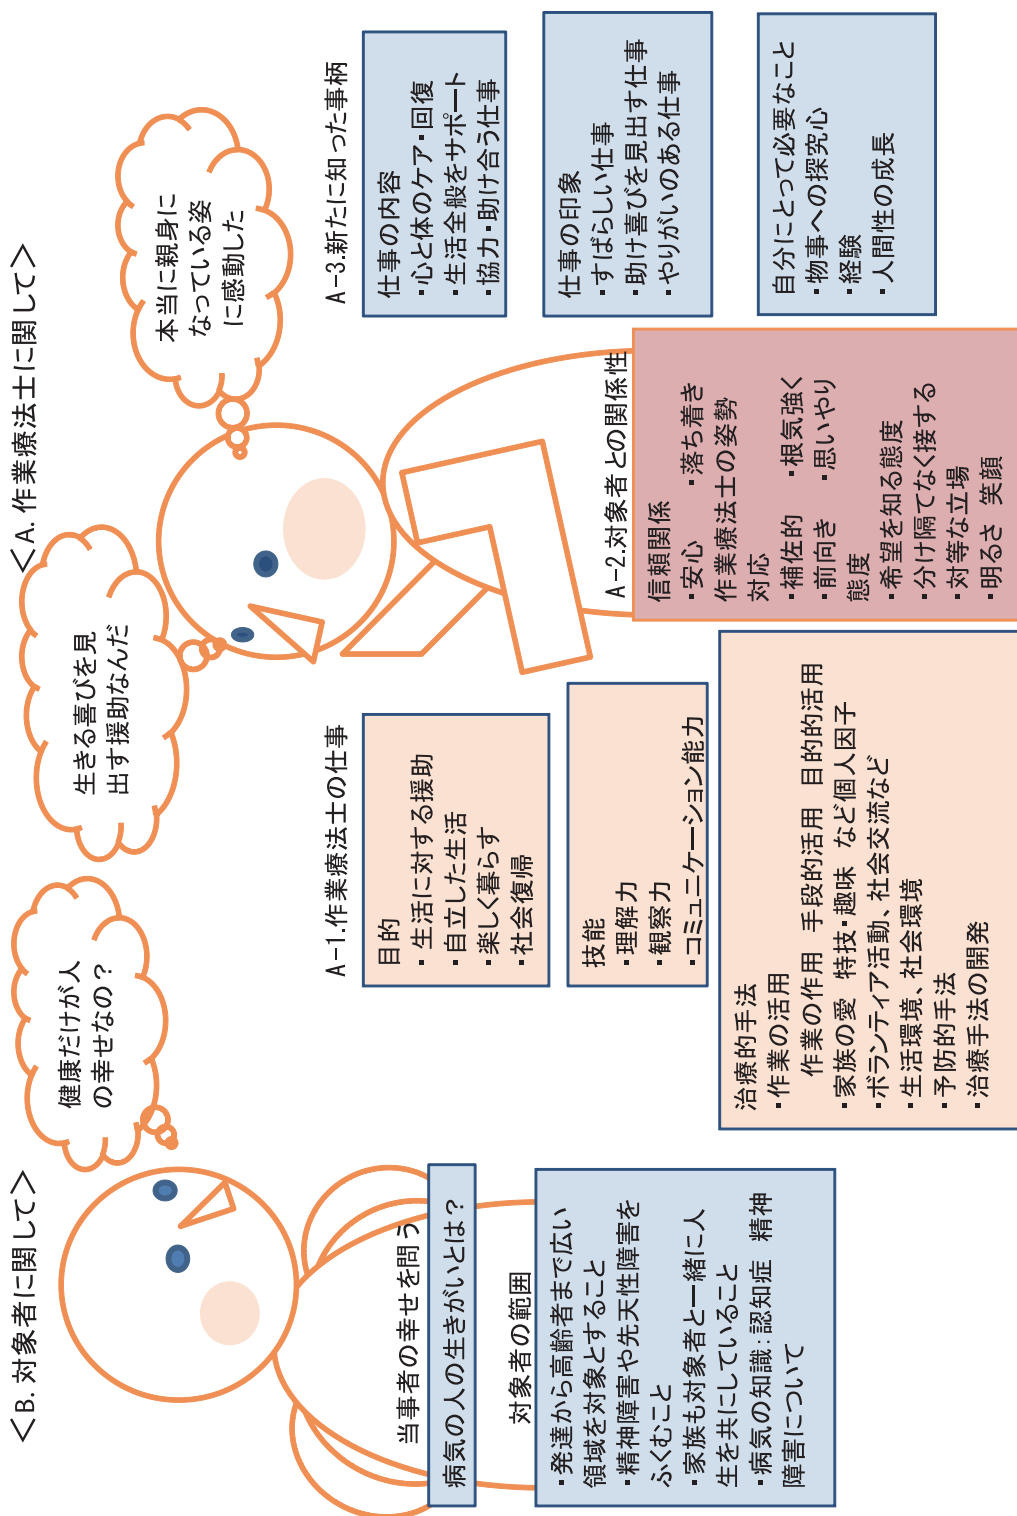 ＜B. 対象者に関して＞
健康だけが人
の幸せなの？
当事者の幸せを問う
病気の人の生きがいとは？
対象者の範囲
・発達から高齢者まで広い
領域を対象とすること
・精神障害や先天性障害を
ふくむこと
・家族も対象者と一緒に人
生を共にしていること
・病気の知識：認知症　精神
障害について
＜A. 作業療法士に関して＞
生きる喜びを見
出す援助なんだ
本当に親身に
なっている姿
に感動した
A-1.作業療法士の仕事
目的
・生活に対する援助
・自立した生活
・楽しく暮らす
・社会復帰
技能
・理解力
・観察力
・コミュニケーション能力
治療的手法
・作業の活用
作業の作用　手段的活用　目的的活用
・家族の愛　特技・趣味　など個人因子
・ボランティア活動、社会交流など
・生活環境、社会環境
・予防的手法
・治療手法の開発
A-2.対象者との関係性
信頼関係
・安心　・落ち着き
作業療法士の姿勢
対応
・補佐的　・根気強く
・前向き　・思いやり
態度
・希望を知る態度
・分け隔てなく接する
・対等な立場
・明るさ　笑顔
A-3.新たに知った事柄
仕事の内容
・心と体のケア・回復
・生活全般をサポート
・協力・助け合う仕事
仕事の印象
・すばらしい仕事
・助け喜びを見出す仕事
・やりがいのある仕事
自分にとって必要なこと
・物事への探究心
・経験
・人間性の成長